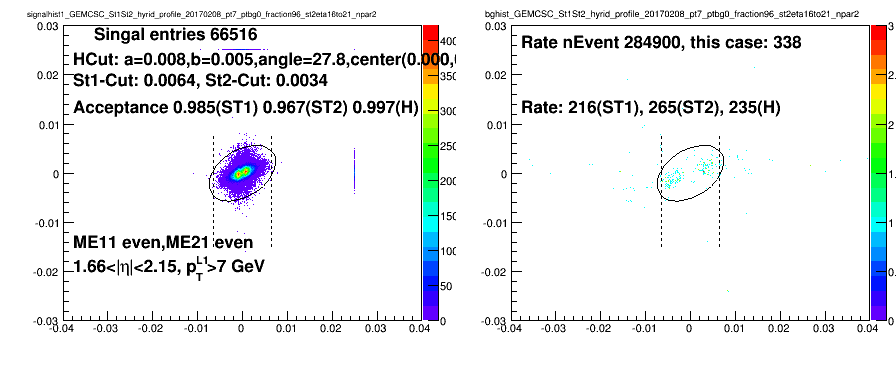 signalhist1_GEMCSC_St1St2_hyrid_profile_20170208_pt7_ptbg0_fraction96_st2eta16to21_npar2
Singal entries 66516
HCut: a=0.008,b=0.005,angle=27.8,center(0.000,
St1-Cut: 0.0064, St2-Cut: 0.0034
Acceptance 0.985(ST1) 0.967(ST2) 0.997(H)
ME11 even,ME21 even
1.66<|η|<2.15, p_T^L1>7 GeV
0.03
0.02
0.01
0
-0.01
-0.02
-0.03
-0.04 -0.03 -0.02 -0.01 0 0.01 0.02 0.03 0.04
350
300
250
200
150
100
50
0
bghist_GEMCSC_St1St2_hyrid_profile_20170208_pt7_ptbg0_fraction96_st2eta16to21_npar2
Rate nEvent 284900, this case: 338
Rate: 216(ST1), 265(ST2), 235(H)
0.03
0.02
0.01
0
-0.01
-0.02
-0.03
-0.04 -0.03 -0.02 -0.01 0 0.01 0.02 0.03 0.04